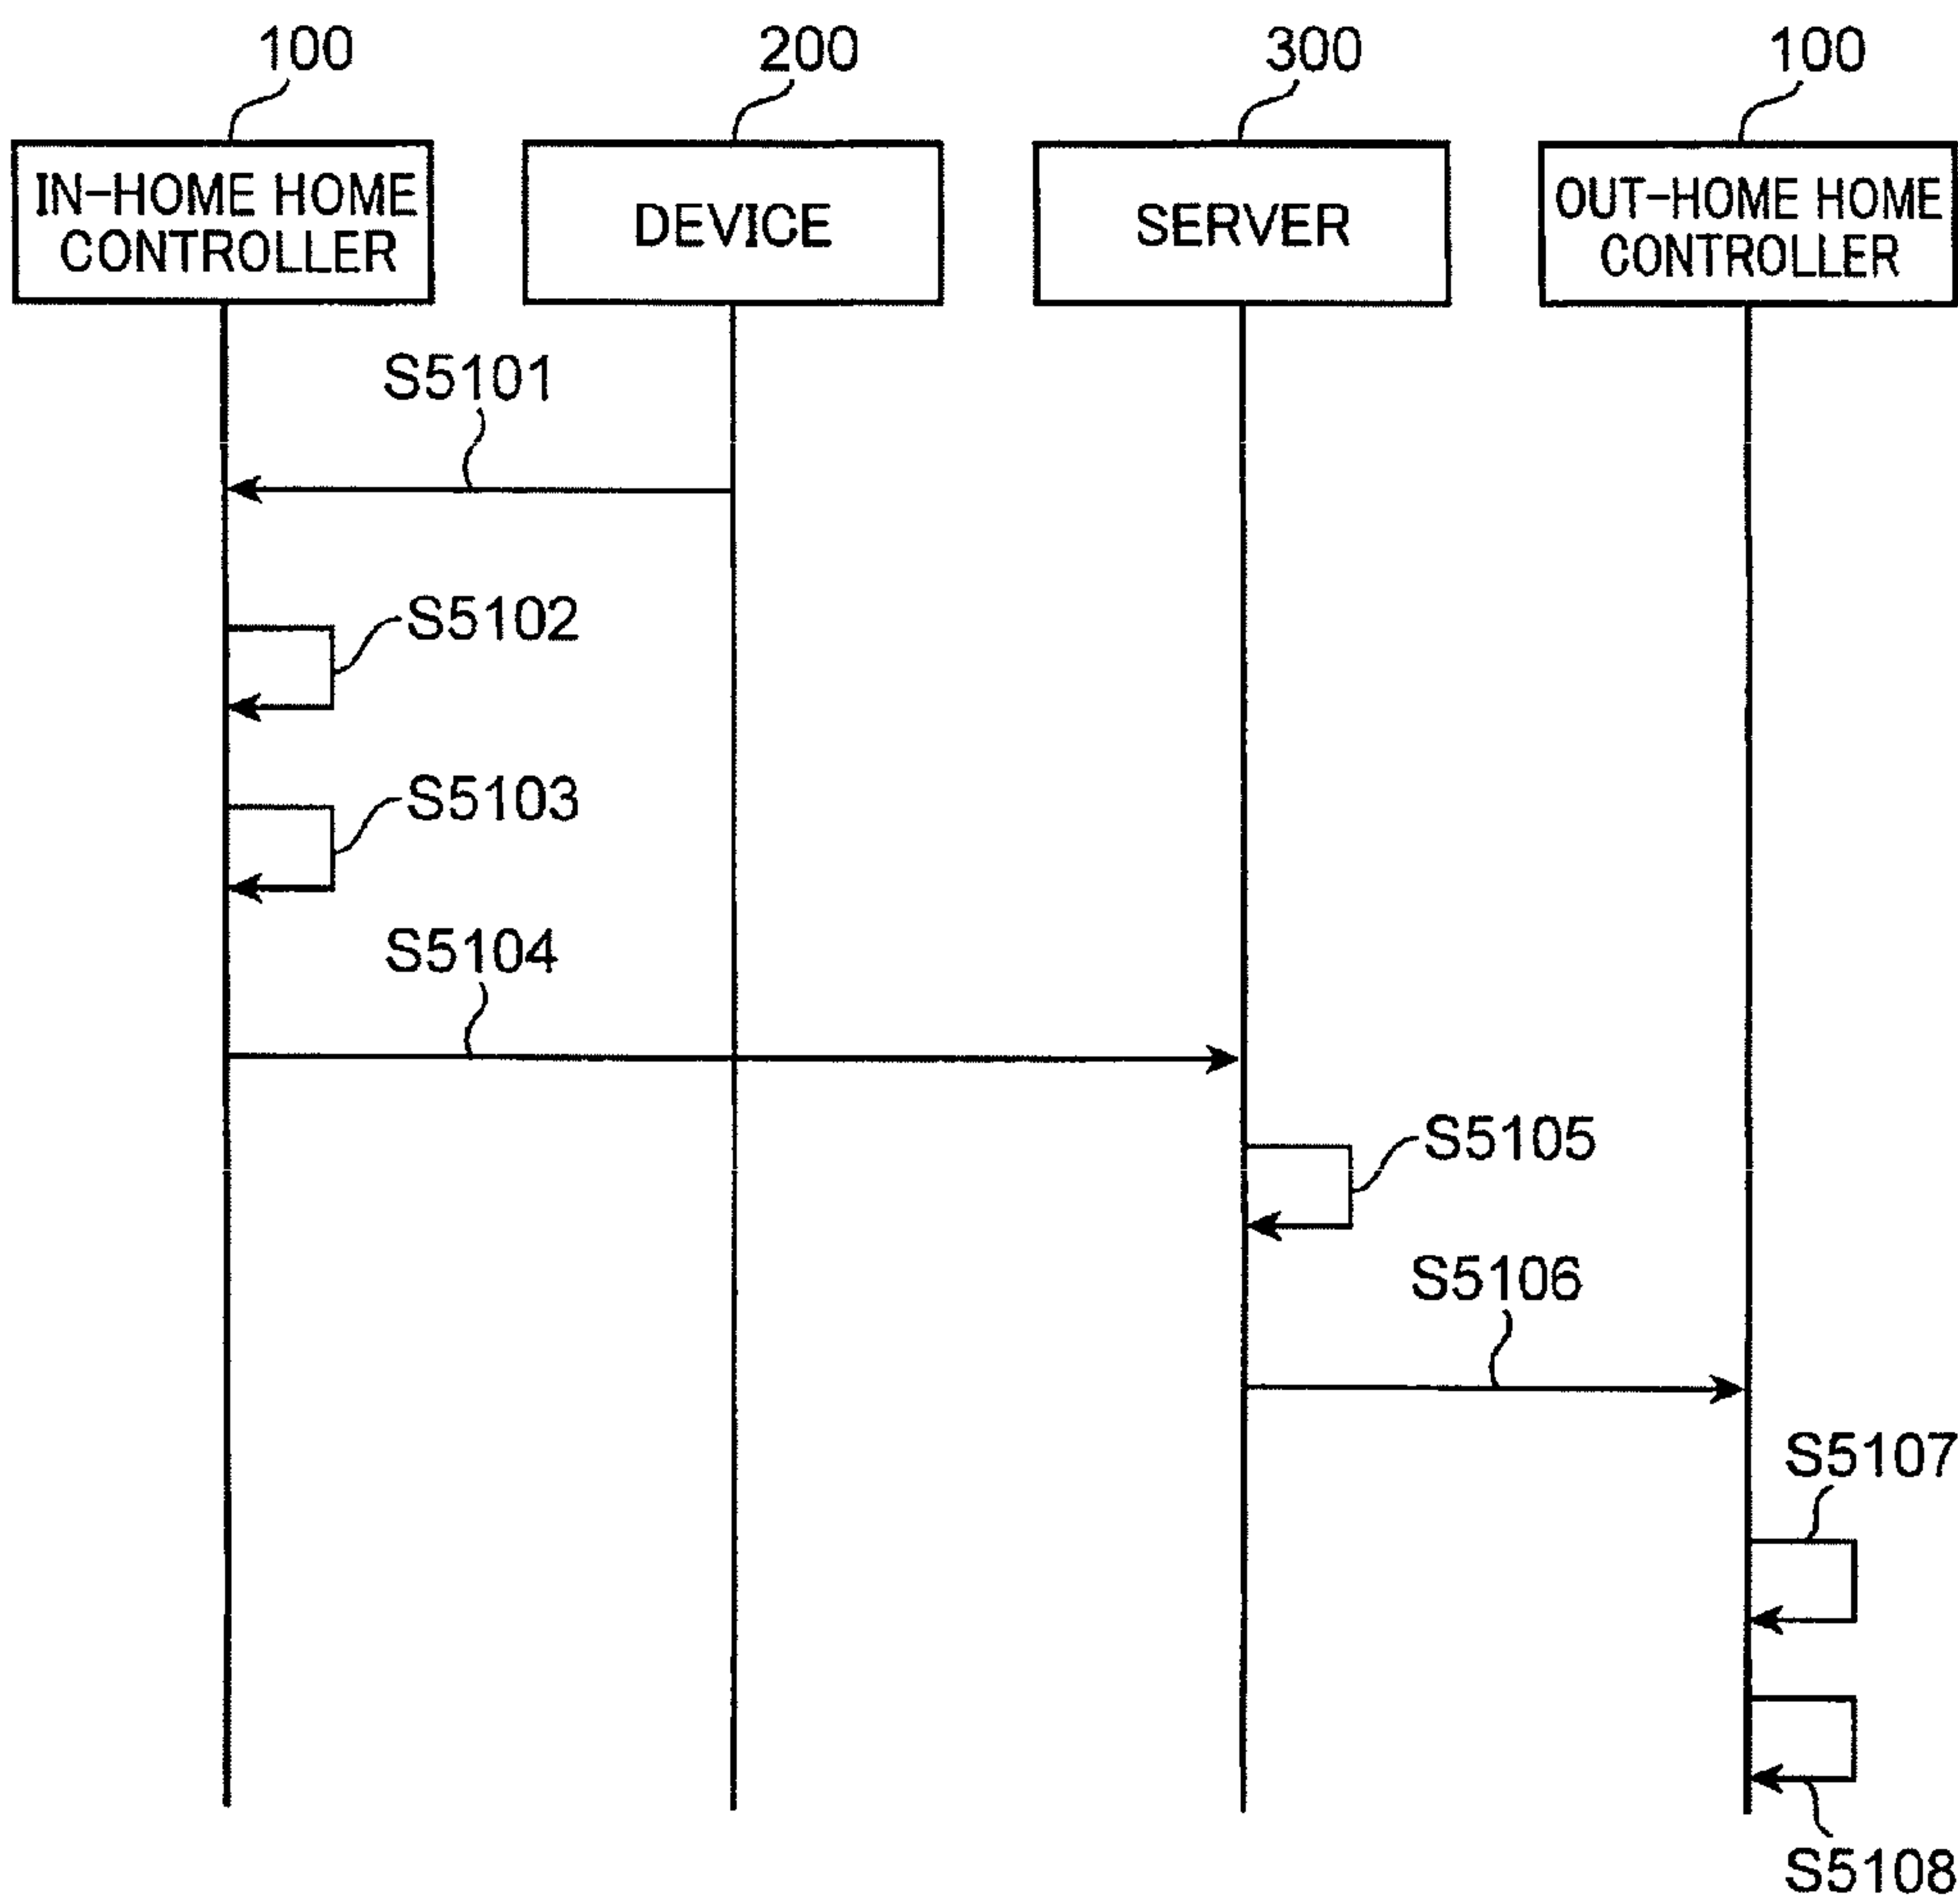 100
200
300
100
IN-HOME HOME
CONTROLLER
DEVICE
SERVER
OUT-HOME HOME
CONTROLLER
S5101
S5102
S5103
S5104
S5105
S5106
S5107
S5108